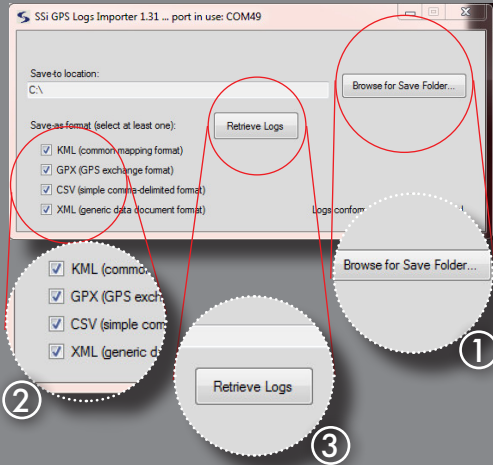 SSi GPS Logs Importer 1.31 ... port in use: COM49
Save-to location:
C:\
Browse for Save Folder...
Save-as format (select at least one):
Retrieve Logs
KML (common mapping format)
GPX (GPS exchange format)
CSV (simple comma-delimited format)
XML (generic data document format)
Logs conform
KML (commo
GPX (GPS exch
CSV (simple com
XML (generic d
Browse for Save Folder...
1
2
Retrieve Logs
3